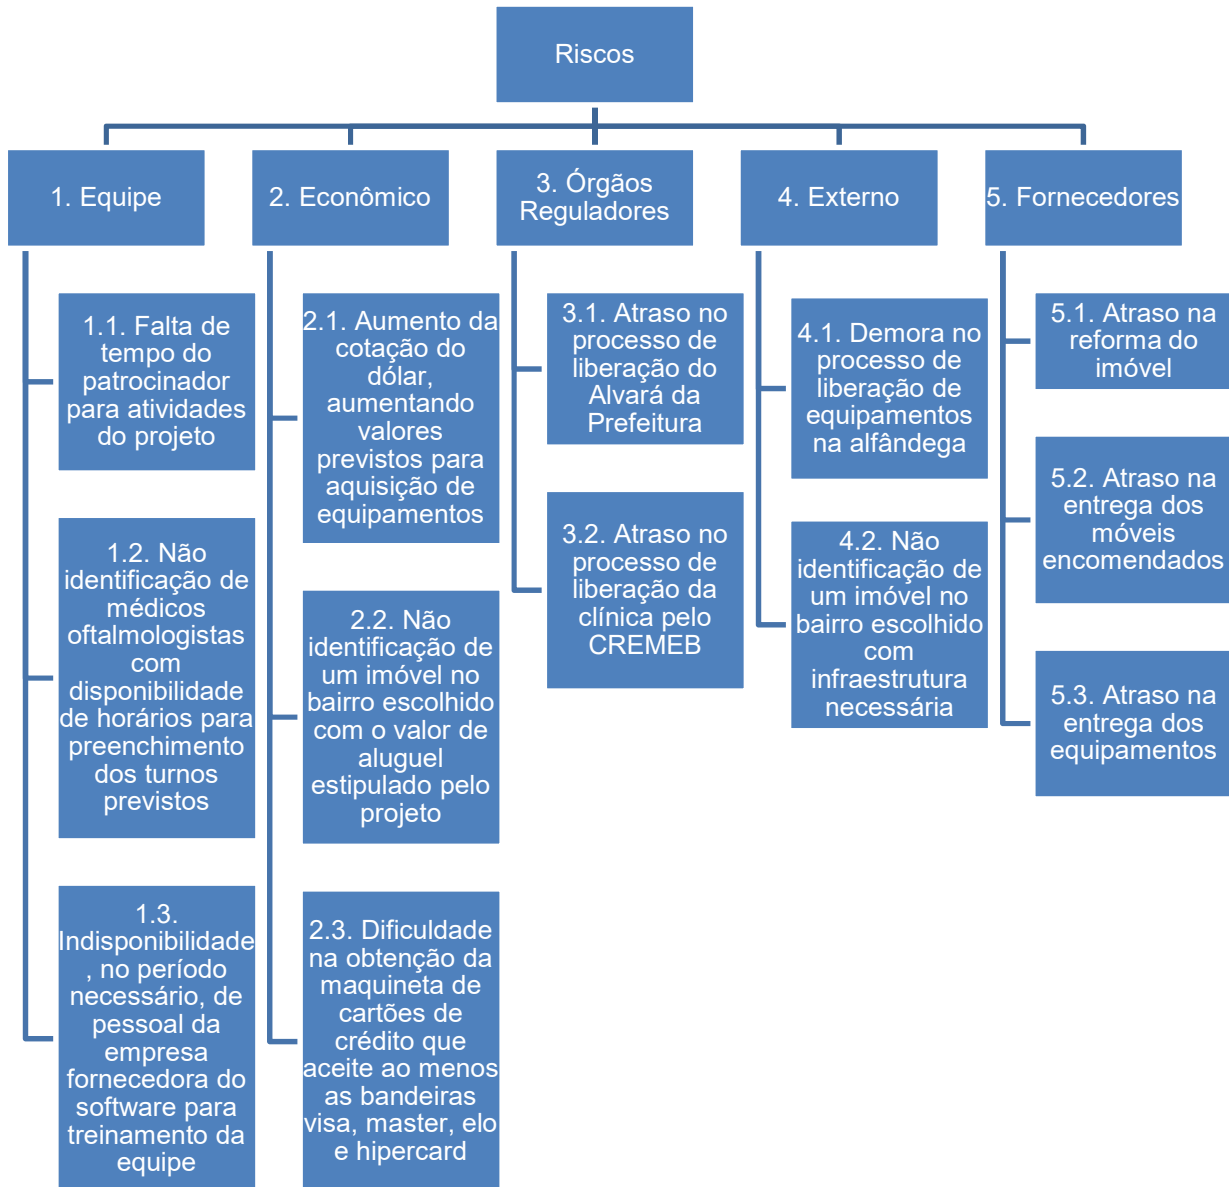 Riscos
1. Equipe
1.1. Falta de
tempo do
patrocinador
para atividades
do projeto
1.2. Não
identificação de
médicos
oftalmologistas
com
disponibilidade
de horários para
preenchimento
dos turnos
previstos
1.3.
Indisponibilidade
, no período
necessário, de
pessoal da
empresa
fornecedora do
software para
treinamento da
equipe
2. Econômico
2.1. Aumento da
cotação do
dólar,
aumentando
valores
previstos para
aquisição de
equipamentos
2.2. Não
identificação de
um imóvel no
bairro escolhido
com o valor de
aluguel
estipulado pelo
projeto
2.3. Dificuldade
na obtenção da
maquineta de
cartões de
crédito que
aceite ao menos
as bandeiras
visa, master, elo
e hipercard
3. Órgãos
Reguladores
3.1. Atraso no
processo de
liberação do
Alvará da
Prefeitura
3.2. Atraso no
processo de
liberação da
clínica pelo
CREMEB
4. Externo
4.1. Demora no
processo de
liberação de
equipamentos
na alfândega
4.2. Não
identificação de
um imóvel no
bairro escolhido
com
infraestrutura
necessária
5. Fornecedores
5.1. Atraso na
reforma do
imóvel
5.2. Atraso na
entrega dos
móveis
encomendados
5.3. Atraso na
entrega dos
equipamentos